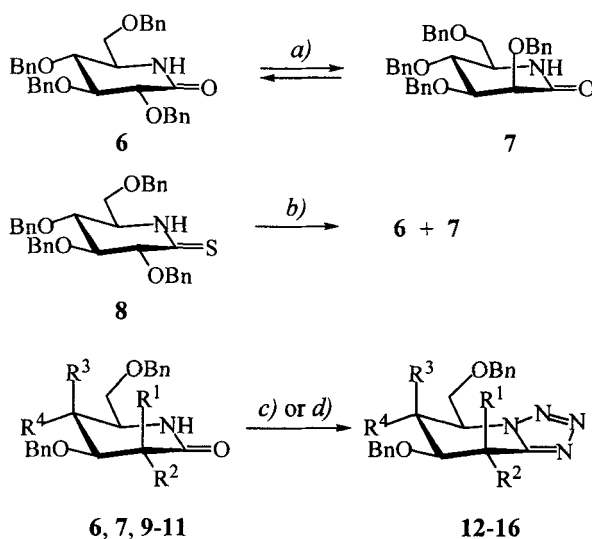 OBn
BnO
BnO
NH
O
OBn
6
a)
BnO
OBn
BnO
BnO
NH
O
7
OBn
BnO
BnO
NH
S
OBn
8
b)
6 + 7
R³
OBn
R¹
R⁴
BnO
NH
O
R²
6, 7, 9-11
c) or d)
R³
OBn
R¹
R⁴
BnO
N
N
N
N
R²
12-16